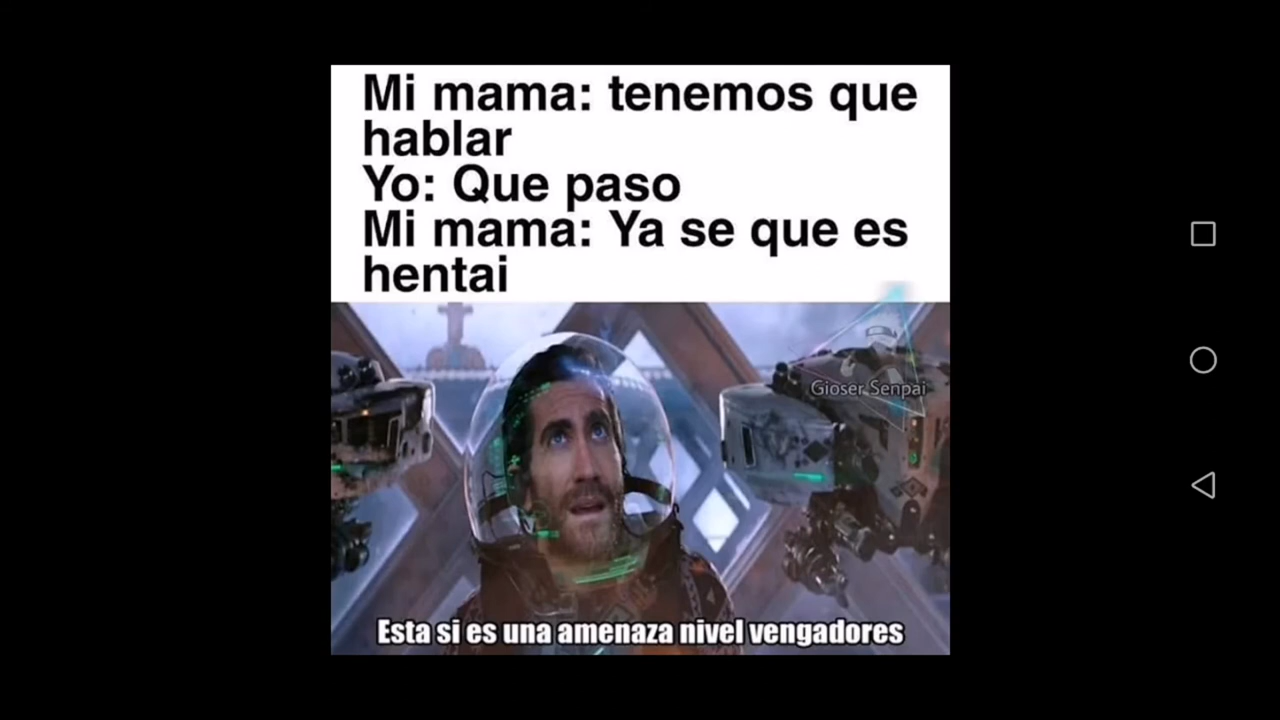 Mi mama: tenemos que
hablar
Yo: Que paso
Mi mama: Ya se que es
hentai
Gioser Senpai
Esta si es una amenaza nivel vengadores